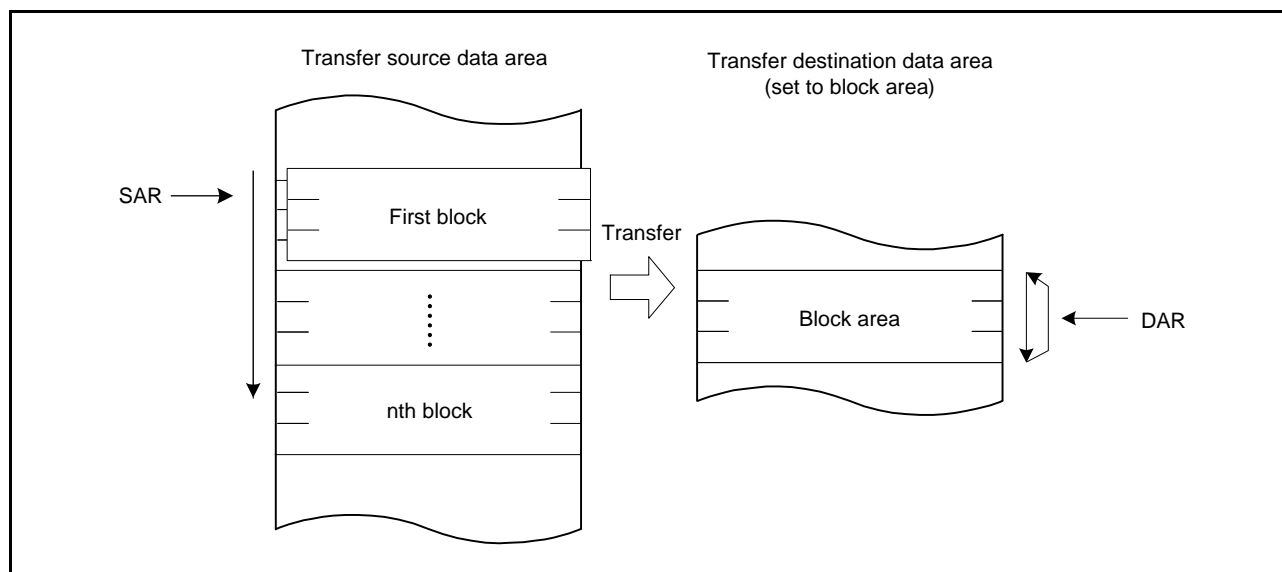 Transfer source data area
Transfer destination data area
(set to block area)
SAR
First block
Transfer
Block area
DAR
nth block